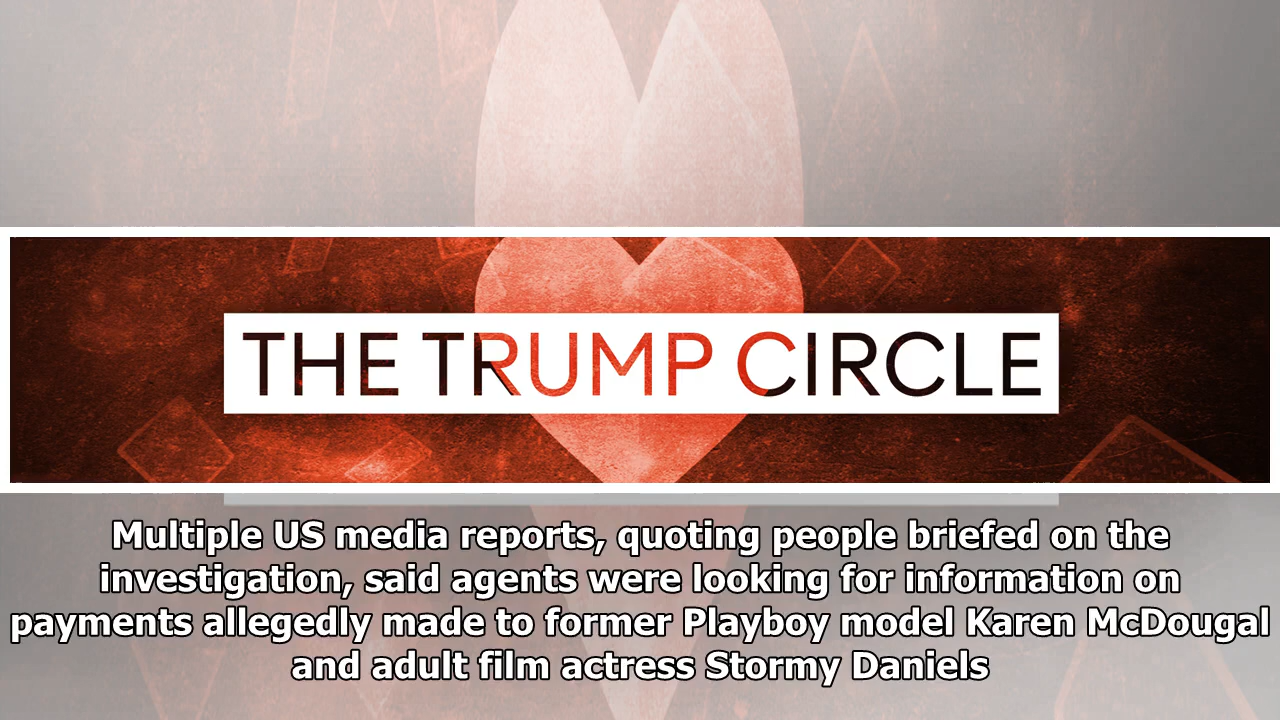 THE TRUMP CIRCLE
Multiple US media reports, quoting people briefed on the
investigation, said agents were looking for information on
payments allegedly made to former Playboy model Karen McDougal
and adult film actress Stormy Daniels